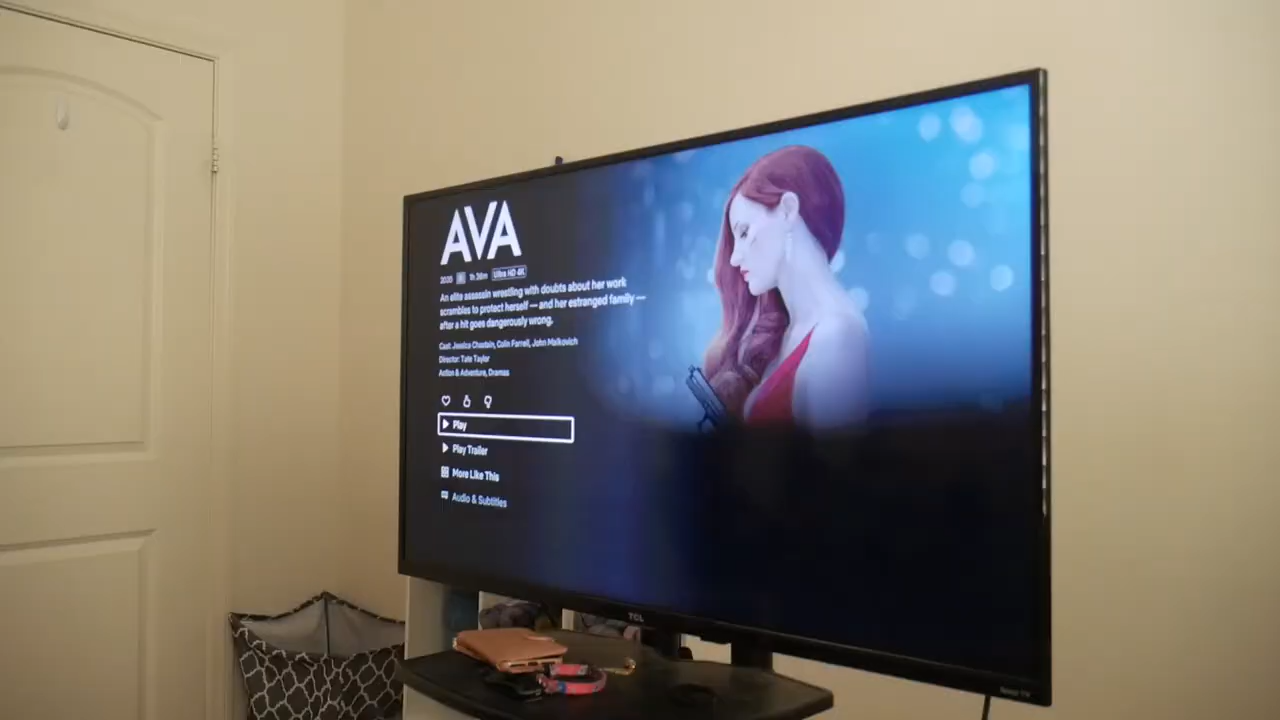 AVA
2020 R 1h 36m Ultra HD 4K
An elite assassin wrestling with doubts about her work
scrambles to protect herself — and her estranged family —
after a hit goes dangerously wrong.
Cast: Jessica Chastain, Colin Farrell, John Malkovich
Director: Tate Taylor
Action & Adventure, Dramas
Play
Play Trailer
More Like This
Audio & Subtitles
TCL
Roku TV